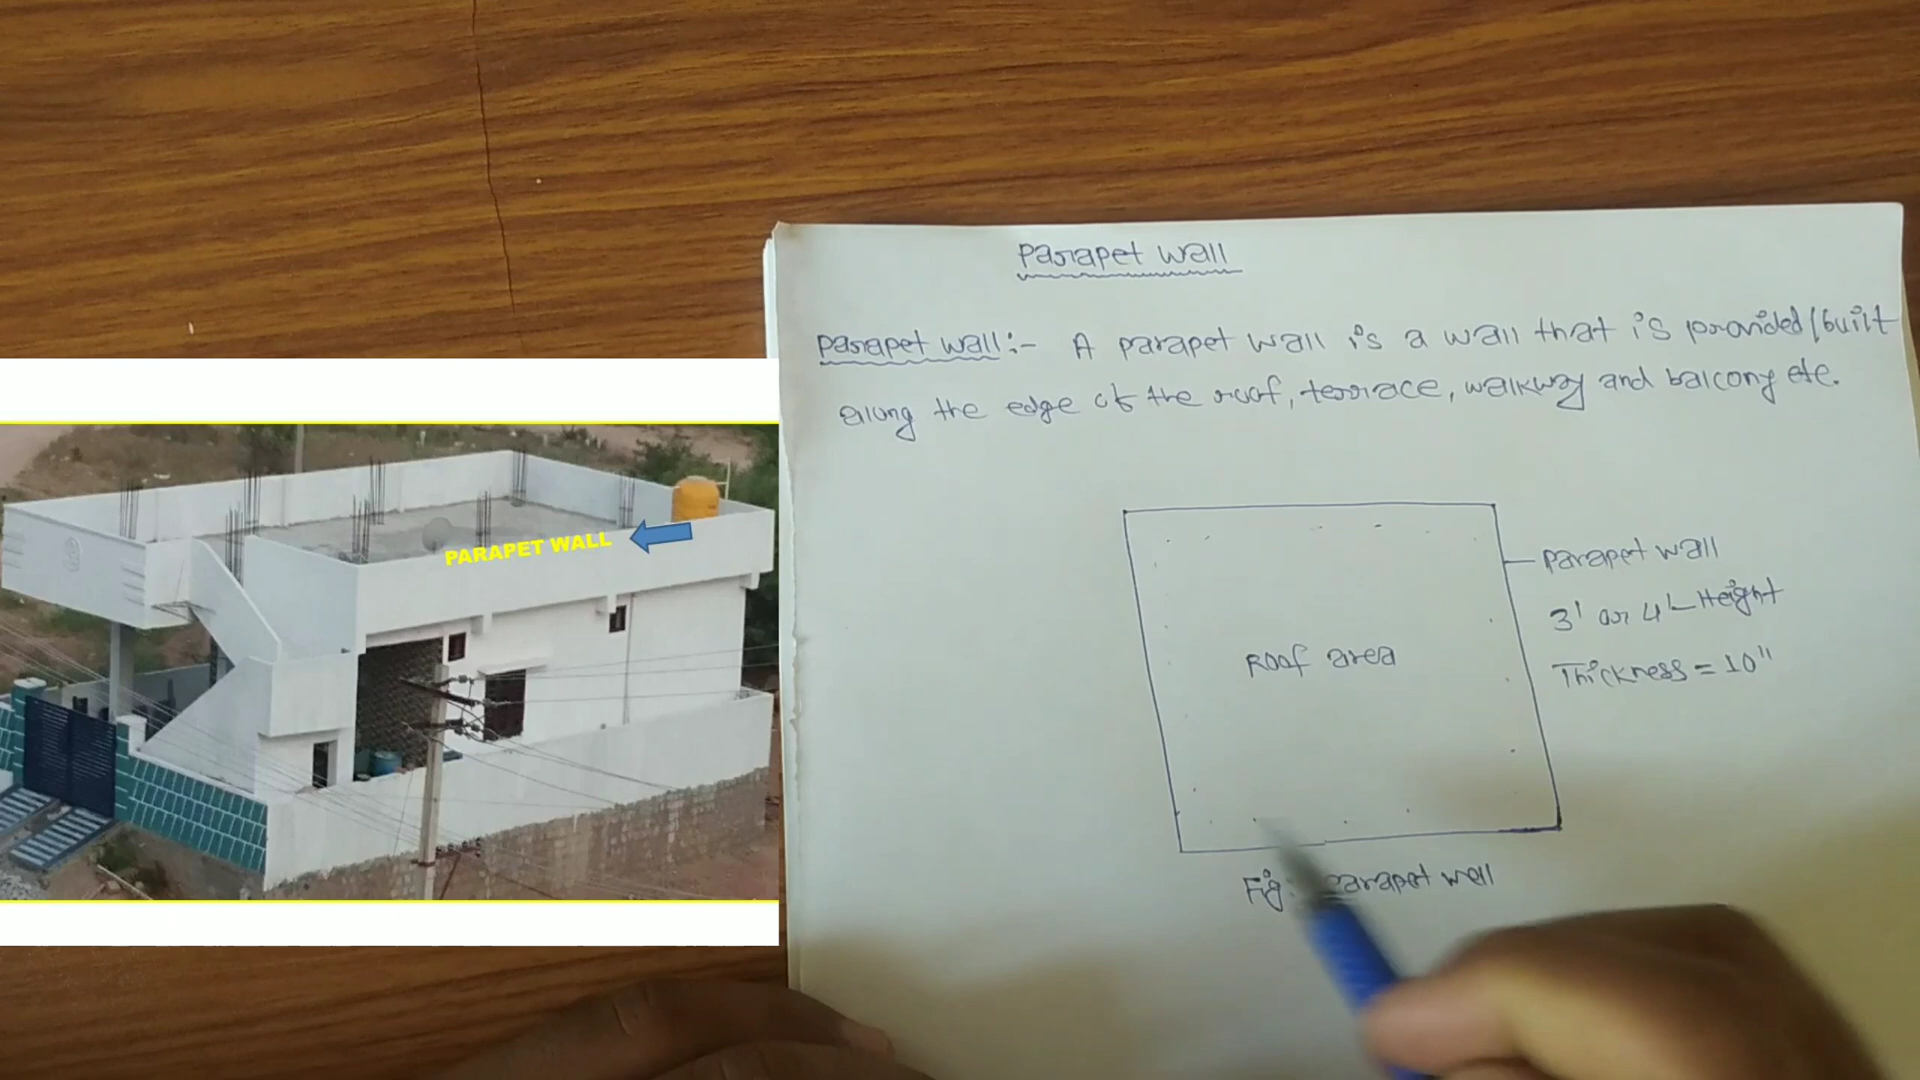 Parapet wall
Parapet wall:- A parapet wall is a wall that is provided/built
along the edge of the roof, terrace, walkway and balcony etc.
PARAPET WALL
Parapet wall
3' or 4' Height
Roof area
Thickness = 10"
Fig: Parapet wall